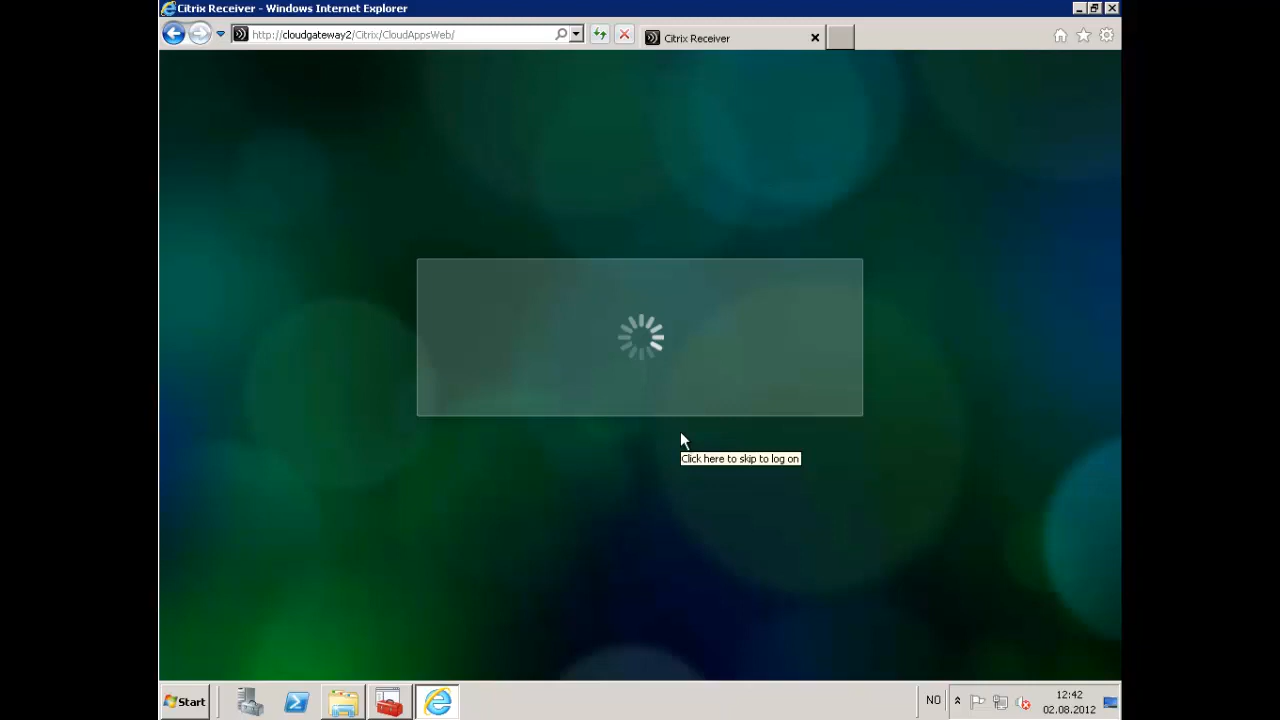 Citrix Receiver - Windows Internet Explorer
http://cloudgateway2/Citrix/CloudAppsWeb/
Citrix Receiver
Click here to skip to log on
Start
NO
12:42
02.08.2012